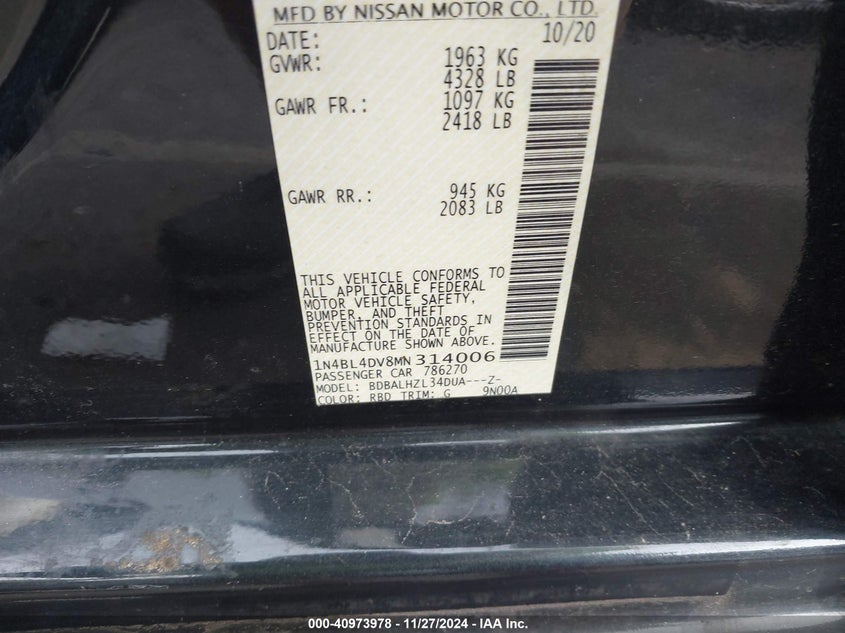 MFD BY NISSAN MOTOR CO., LTD.
DATE: 10/20
GVWR: 1963 KG
4328 LB
GAWR FR.: 1097 KG
2418 LB
GAWR RR.: 945 KG
2083 LB
THIS VEHICLE CONFORMS TO
ALL APPLICABLE FEDERAL
MOTOR VEHICLE SAFETY,
BUMPER, AND THEFT
PREVENTION STANDARDS IN
EFFECT ON THE DATE OF
MANUFACTURE SHOWN ABOVE.
1N4BL4DV8MN314006
PASSENGER CAR 786270
MODEL: BDBALHZL34DUA---Z-
COLOR: RBD TRIM: G 9N00A
000-40973978 - 11/27/2024 - IAA Inc.